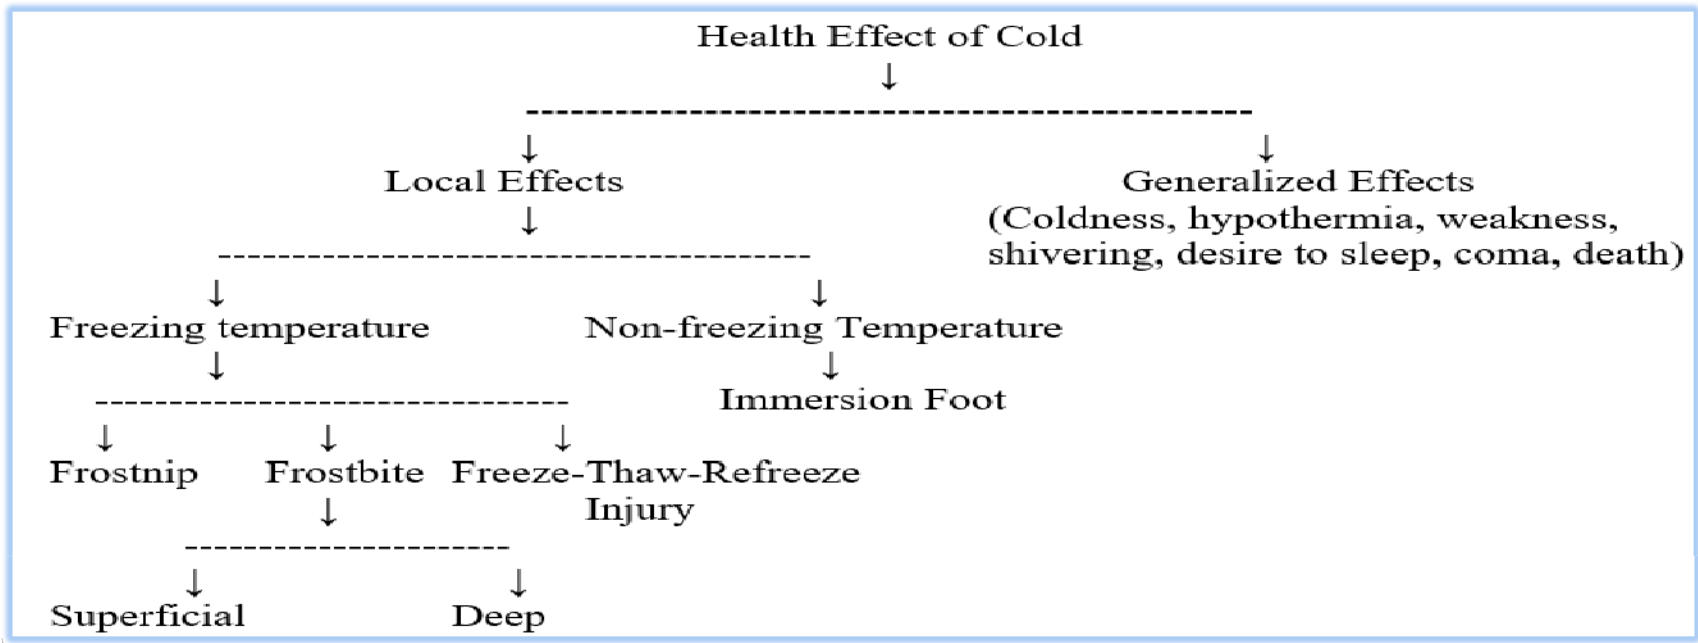 Health Effect of Cold
↓
------------------------------------------------
↓ ↓
Local Effects Generalized Effects
↓ (Coldness, hypothermia, weakness,
---------------------------------------- shivering, desire to sleep, coma, death)
↓ ↓
Freezing temperature Non-freezing Temperature
↓ ↓
-------------------------------- Immersion Foot
↓ ↓ ↓
Frostnip Frostbite Freeze-Thaw-Refreeze
↓ Injury
----------------------
↓ ↓
Superficial Deep